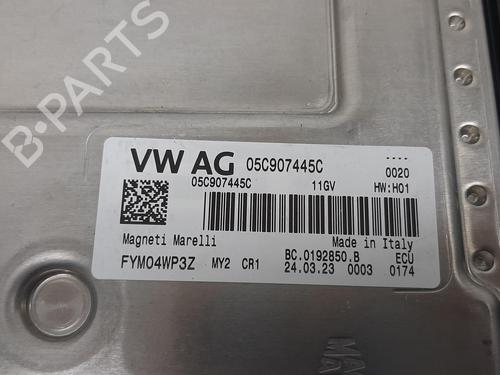 B-PARTS
VW AG 05C907445C ----
0020
05C907445C 11GV HW:H01
Magneti Marelli Made in Italy
FYM04WP3Z MY2 CR1 BC.0192850.B ECU
24.03.23 0003 0174
MA